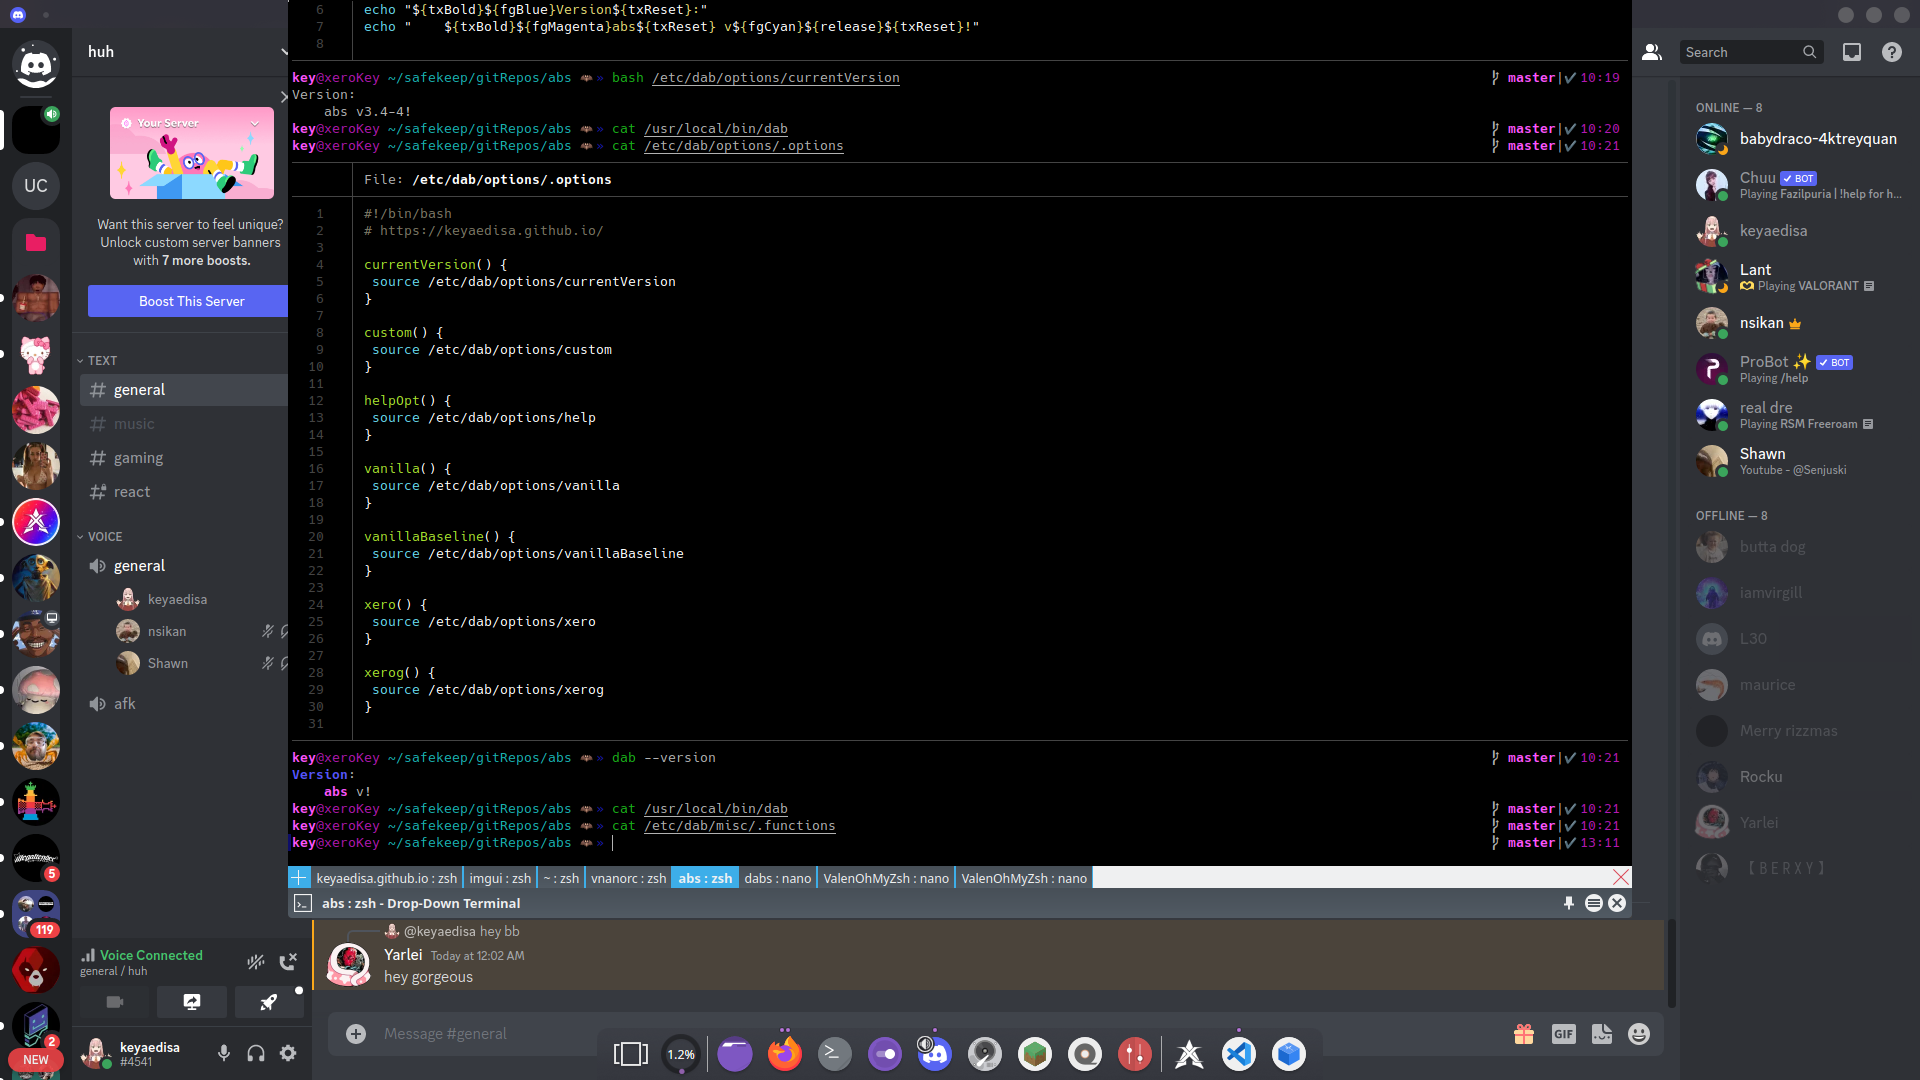 huh
Your Server
Want this server to feel unique?
Unlock custom server banners
with 7 more boosts.
Boost This Server
TEXT
general
music
gaming
react
VOICE
general
keyaedisa
nsikan
Shawn
afk
Voice Connected
general / huh
keyaedisa
#4541
UC
5
119
2
NEW
6 echo "${txBold}${fgBlue}Version${txReset}:"
7 echo "    ${txBold}${fgMagenta}abs${txReset} v${fgCyan}${release}${txReset}!"
8
key@xeroKey ~/safekeep/gitRepos/abs » bash /etc/dab/options/currentVersion master|✔ 10:19
Version:
abs v3.4-4!
key@xeroKey ~/safekeep/gitRepos/abs » cat /usr/local/bin/dab master|✔ 10:20
key@xeroKey ~/safekeep/gitRepos/abs » cat /etc/dab/options/.options master|✔ 10:21
File: /etc/dab/options/.options
1 #!/bin/bash
2 # https://keyaedisa.github.io/
3
4 currentVersion() {
5 source /etc/dab/options/currentVersion
6 }
7
8 custom() {
9 source /etc/dab/options/custom
10 }
11
12 helpOpt() {
13 source /etc/dab/options/help
14 }
15
16 vanilla() {
17 source /etc/dab/options/vanilla
18 }
19
20 vanillaBaseline() {
21 source /etc/dab/options/vanillaBaseline
22 }
23
24 xero() {
25 source /etc/dab/options/xero
26 }
27
28 xerog() {
29 source /etc/dab/options/xerog
30 }
31
key@xeroKey ~/safekeep/gitRepos/abs » dab --version master|✔ 10:21
Version:
abs v!
key@xeroKey ~/safekeep/gitRepos/abs » cat /usr/local/bin/dab master|✔ 10:21
key@xeroKey ~/safekeep/gitRepos/abs » cat /etc/dab/misc/.functions master|✔ 10:21
key@xeroKey ~/safekeep/gitRepos/abs » master|✔ 13:11
keyaedisa.github.io : zsh imgui : zsh ~ : zsh vnanorc : zsh abs : zsh dabs : nano ValenOhMyZsh : nano ValenOhMyZsh : nano
abs : zsh - Drop-Down Terminal
@keyaedisa hey bb
Yarlei Today at 12:02 AM
hey gorgeous
Message #general
GIF
1.2%
Search
ONLINE — 8
babydraco-4ktreyquan
Chuu ✓ BOT
Playing Fazilpuria | !help for h...
keyaedisa
Lant
Playing VALORANT
nsikan
ProBot ✨ ✓ BOT
Playing /help
real dre
Playing RSM Freeroam
Shawn
Youtube - @Senjuski
OFFLINE — 8
butta dog
iamvirgill
L30
maurice
Merry rizzmas
Rocku
Yarlei
【BERXY】